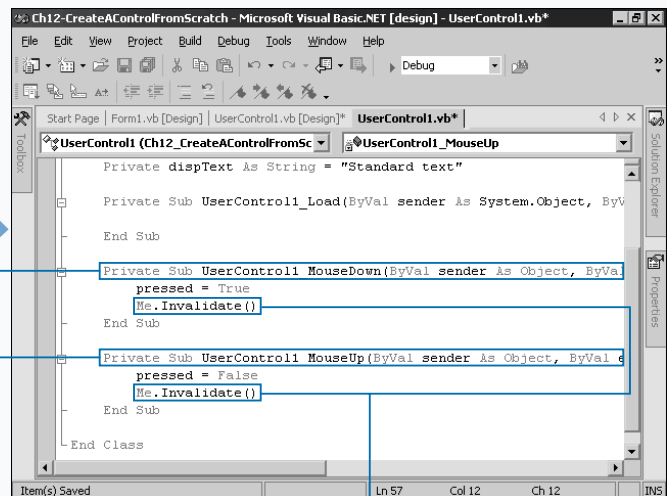 Ch12-CreateAControlFromScratch - Microsoft Visual Basic.NET [design] - UserControl1.vb*
File Edit View Project Build Debug Tools Window Help
Debug
Start Page Form1.vb [Design] UserControl1.vb [Design]* UserControl1.vb*
UserControl1 (Ch12_CreateAControlFromSc UserControl1_MouseUp
Toolbox
Solution Explorer
Properties
Private dispText As String = "Standard text"
Private Sub UserControl1_Load(ByVal sender As System.Object, ByV
End Sub
Private Sub UserControl1_MouseDown(ByVal sender As Object, ByVal
pressed = True
Me.Invalidate()
End Sub
Private Sub UserControl1_MouseUp(ByVal sender As Object, ByVal e
pressed = False
Me.Invalidate()
End Sub
End Class
Item(s) Saved Ln 57 Col 12 Ch 12 INS